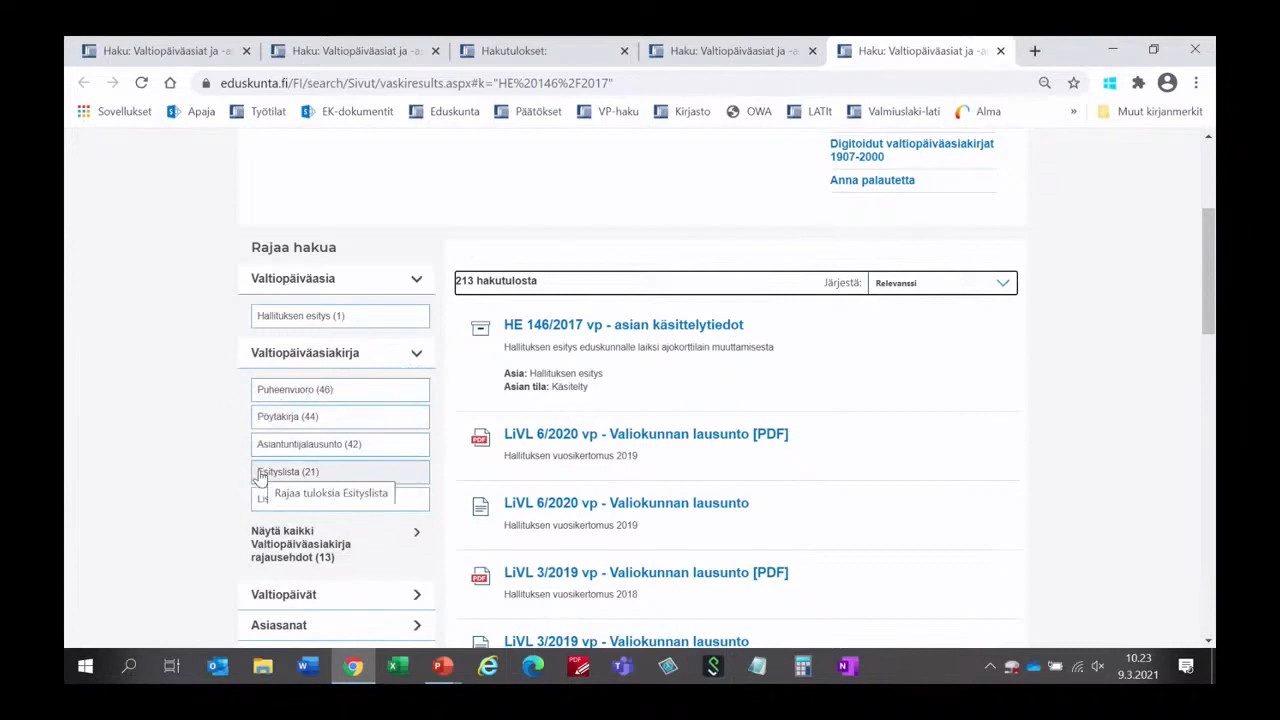 Haku: Valtiopäiväasiat ja -a
Haku: Valtiopäiväasiat ja -a
Hakutulokset:
Haku: Valtiopäiväasiat ja -a
Haku: Valtiopäiväasiat ja -a
eduskunta.fi/FI/search/Sivut/vaskiresults.aspx#k="HE%20146%2F2017"
Sovellukset
Apaja
Työtilat
EK-dokumentit
Eduskunta
Päätökset
VP-haku
Kirjasto
OWA
LATIt
Valmiuslaki-lati
Alma
»
Muut kirjanmerkit
Digitoidut valtiopäiväasiakirjat
1907-2000
Anna palautetta
Rajaa hakua
Valtiopäiväasia
Hallituksen esitys (1)
Valtiopäiväasiakirja
Puheenvuoro (46)
Pöytäkirja (44)
Asiantuntijalausunto (42)
Esityslista (21)
Rajaa tuloksia Esityslista
Näytä kaikki
Valtiopäiväasiakirja
rajausehdot (13)
Valtiopäivät
Asiasanat
213 hakutulosta
Järjestä:
Relevanssi
HE 146/2017 vp - asian käsittelytiedot
Hallituksen esitys eduskunnalle laiksi ajokorttilain muuttamisesta
Asia: Hallituksen esitys
Asian tila: Käsitelty
PDF
LiVL 6/2020 vp - Valiokunnan lausunto [PDF]
Hallituksen vuosikertomus 2019
LiVL 6/2020 vp - Valiokunnan lausunto
Hallituksen vuosikertomus 2019
PDF
LiVL 3/2019 vp - Valiokunnan lausunto [PDF]
Hallituksen vuosikertomus 2018
LiVL 3/2019 vp - Valiokunnan lausunto
10.23
9.3.2021